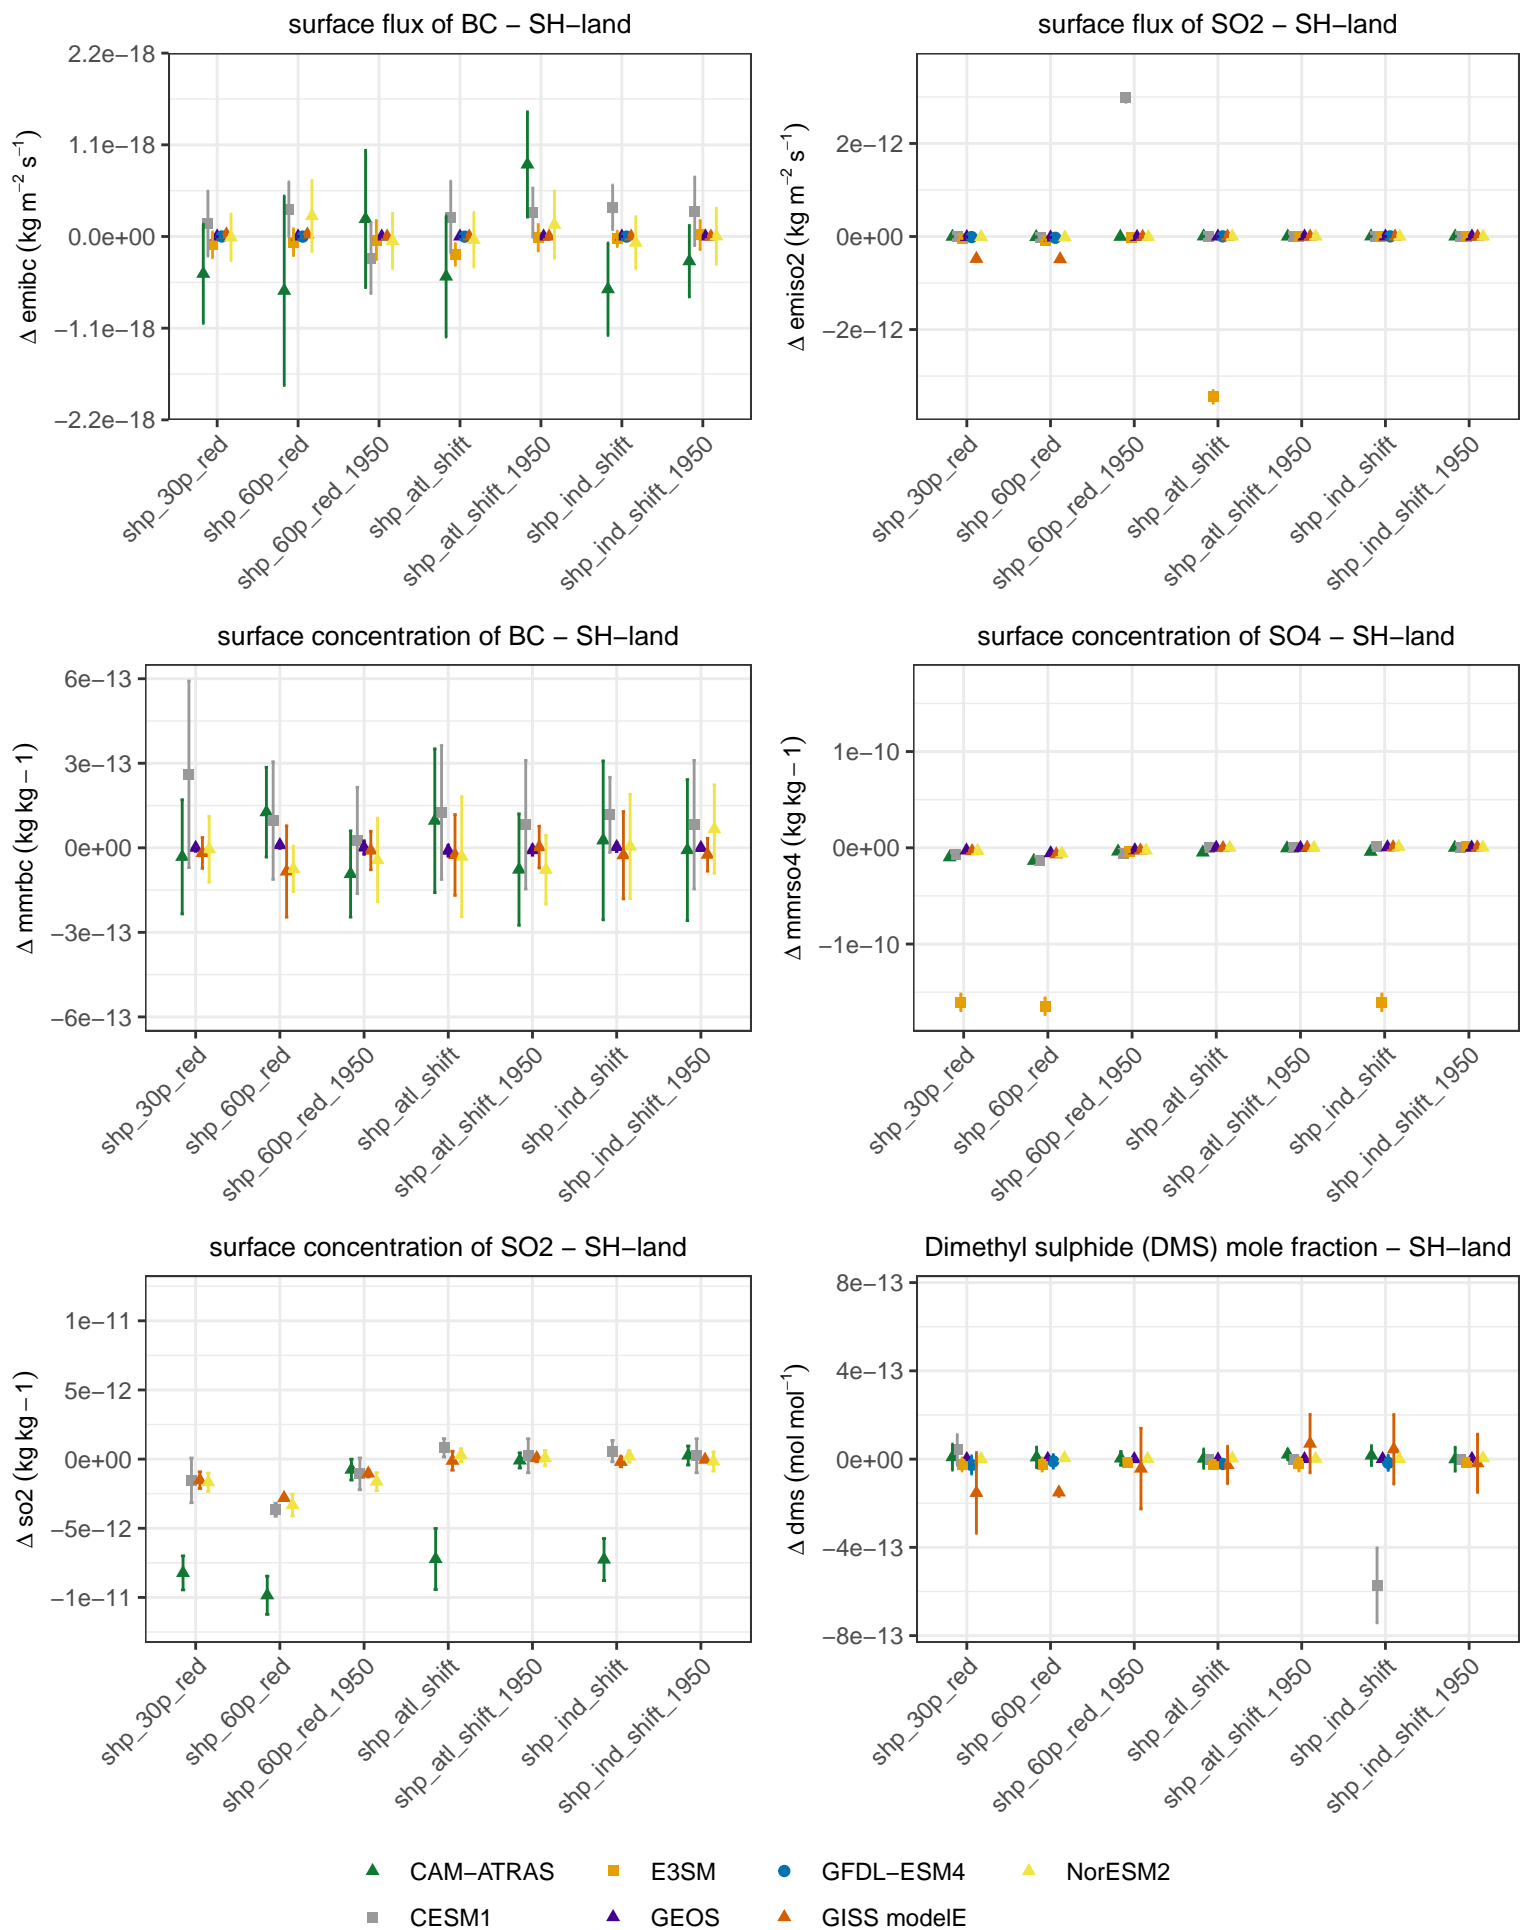 surface flux of BC − SH−land
2.2e−18
1.1e−18
0.0e+00
−1.1e−18
−2.2e−18
Δ emibc (kg m−2 s−1)
shp_30p_red
shp_60p_red
shp_60p_red_1950
shp_atl_shift
shp_atl_shift_1950
shp_ind_shift
shp_ind_shift_1950
surface flux of SO2 − SH−land
2e−12
0e+00
−2e−12
Δ emiso2 (kg m−2 s−1)
shp_30p_red
shp_60p_red
shp_60p_red_1950
shp_atl_shift
shp_atl_shift_1950
shp_ind_shift
shp_ind_shift_1950
surface concentration of BC − SH−land
6e−13
3e−13
0e+00
−3e−13
−6e−13
Δ mmrbc (kg kg − 1)
shp_30p_red
shp_60p_red
shp_60p_red_1950
shp_atl_shift
shp_atl_shift_1950
shp_ind_shift
shp_ind_shift_1950
surface concentration of SO4 − SH−land
1e−10
0e+00
−1e−10
Δ mmrso4 (kg kg − 1)
shp_30p_red
shp_60p_red
shp_60p_red_1950
shp_atl_shift
shp_atl_shift_1950
shp_ind_shift
shp_ind_shift_1950
surface concentration of SO2 − SH−land
1e−11
5e−12
0e+00
−5e−12
−1e−11
Δ so2 (kg kg − 1)
shp_30p_red
shp_60p_red
shp_60p_red_1950
shp_atl_shift
shp_atl_shift_1950
shp_ind_shift
shp_ind_shift_1950
Dimethyl sulphide (DMS) mole fraction − SH−land
8e−13
4e−13
0e+00
−4e−13
−8e−13
Δ dms (mol mol−1)
shp_30p_red
shp_60p_red
shp_60p_red_1950
shp_atl_shift
shp_atl_shift_1950
shp_ind_shift
shp_ind_shift_1950
CAM−ATRAS E3SM GFDL−ESM4 NorESM2
CESM1 GEOS GISS modelE